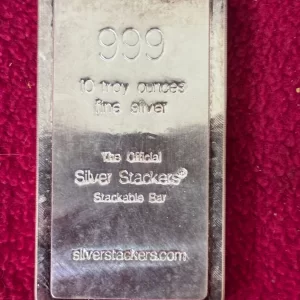 999
10 troy ounces
fine silver
The Official
Silver Stackers®
Stackable Bar
silverstackers.com